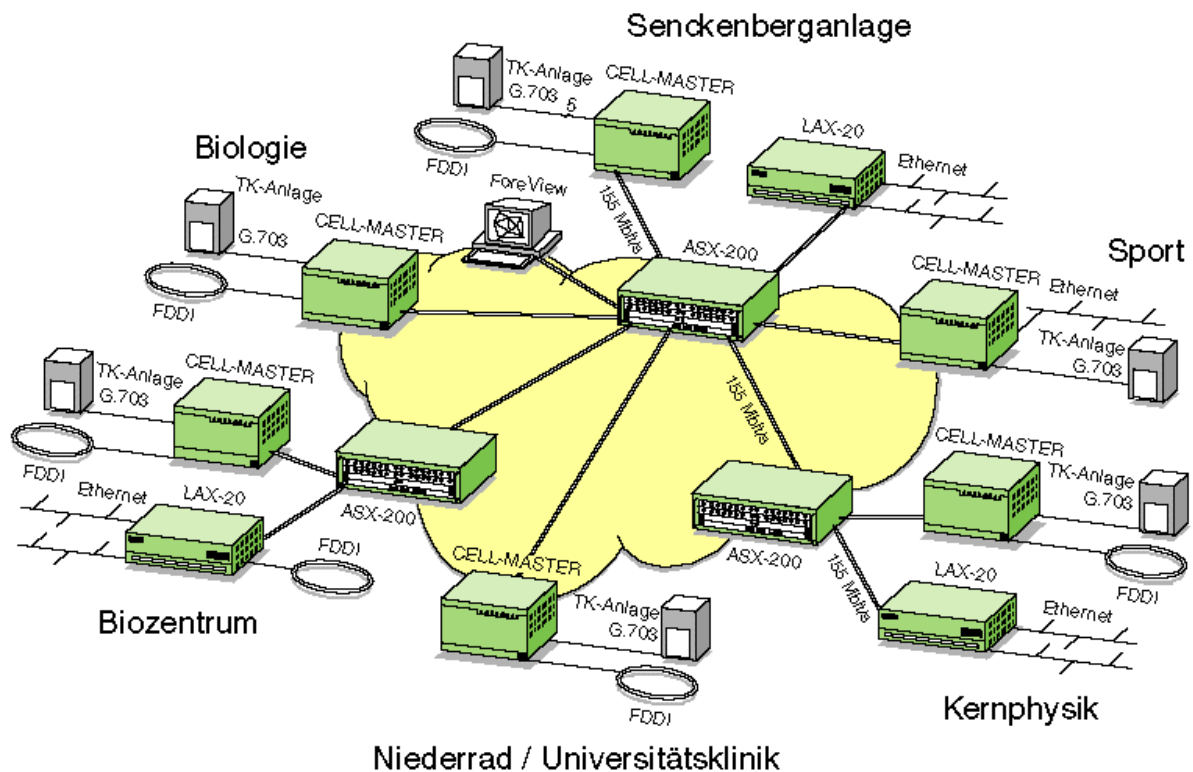 Senckenberganlage
TK-Anlage
G.703
5
CELL-MASTER
FDDI
LAX-20
Ethernet
155 Mbit/s
Biologie
TK-Anlage
G.703
CELL-MASTER
FDDI
ForeView
ASX-200
Sport
CELL-MASTER
Ethernet
TK-Anlage
G.703
CELL-MASTER
TK-Anlage
G.703
FDDI
Ethernet
LAX-20
FDDI
ASX-200
Biozentrum
155 Mbit/s
CELL-MASTER
TK-Anlage
G.703
FDDI
ASX-200
155 Mbit/s
LAX-20
Ethernet
Kernphysik
CELL-MASTER
TK-Anlage
G.703
FDDI
Niederrad / Universitätsklinik